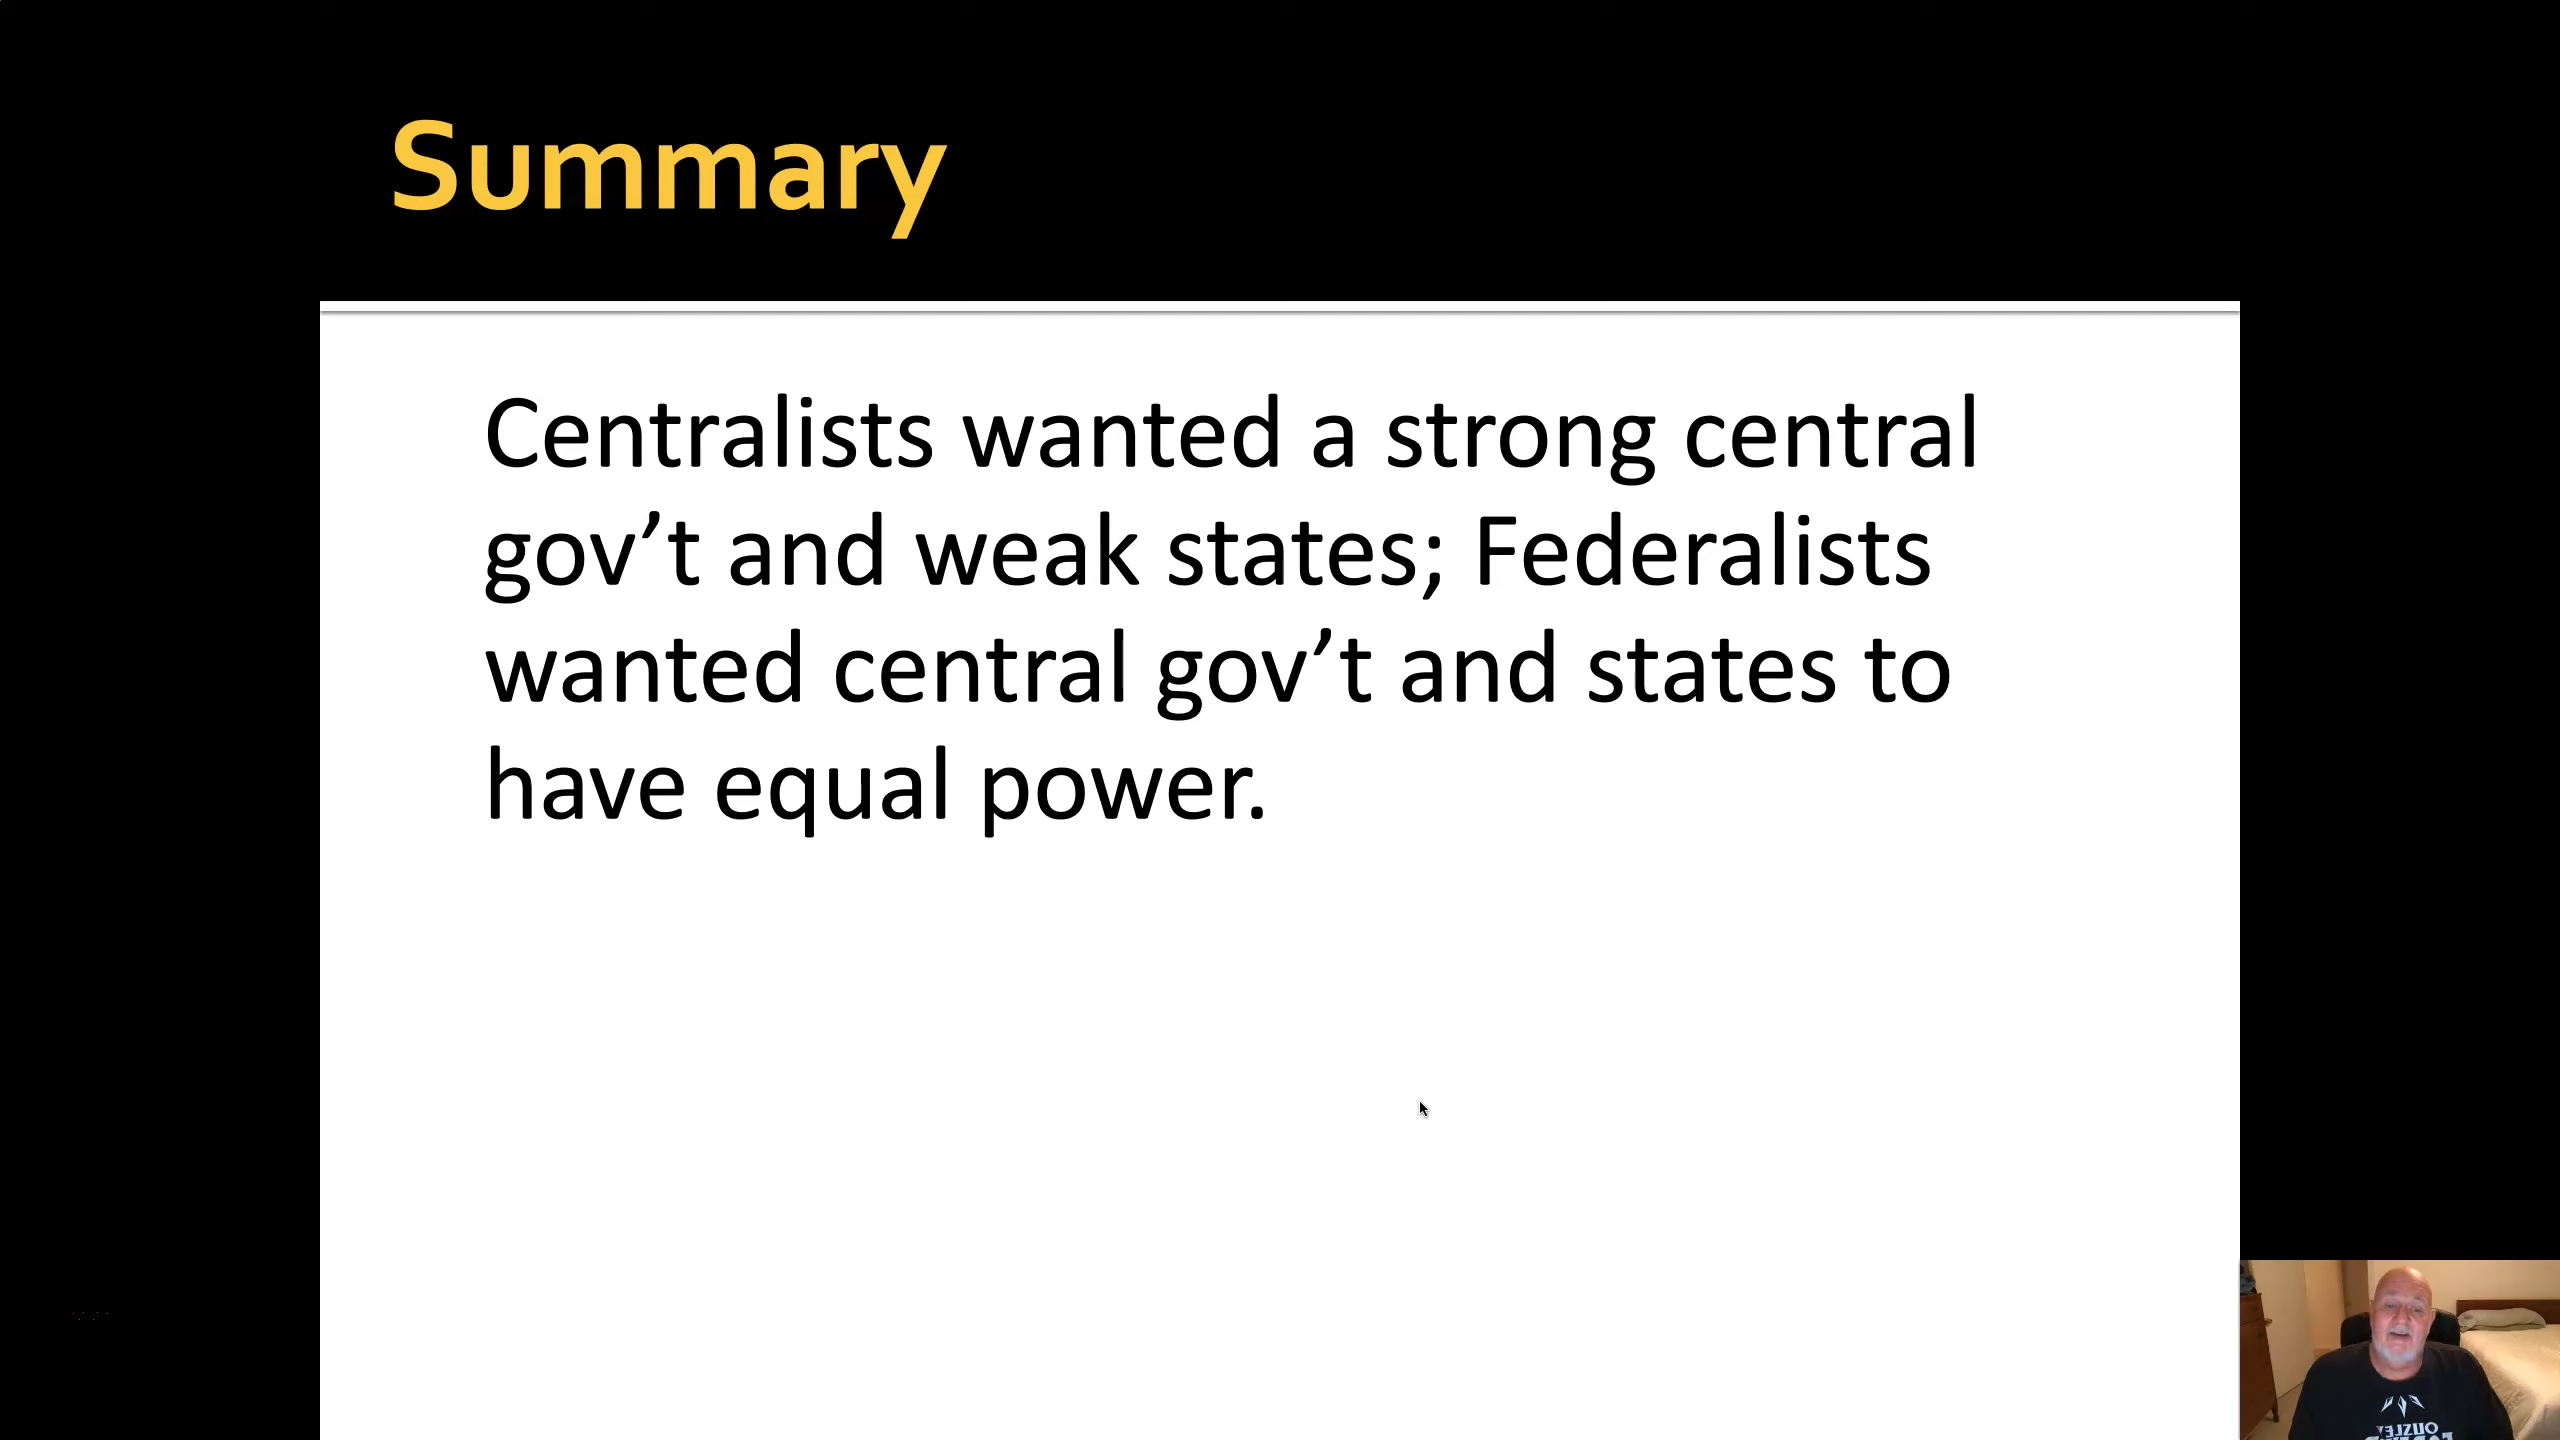 Summary
Centralists wanted a strong central
gov’t and weak states; Federalists
wanted central gov’t and states to
have equal power.